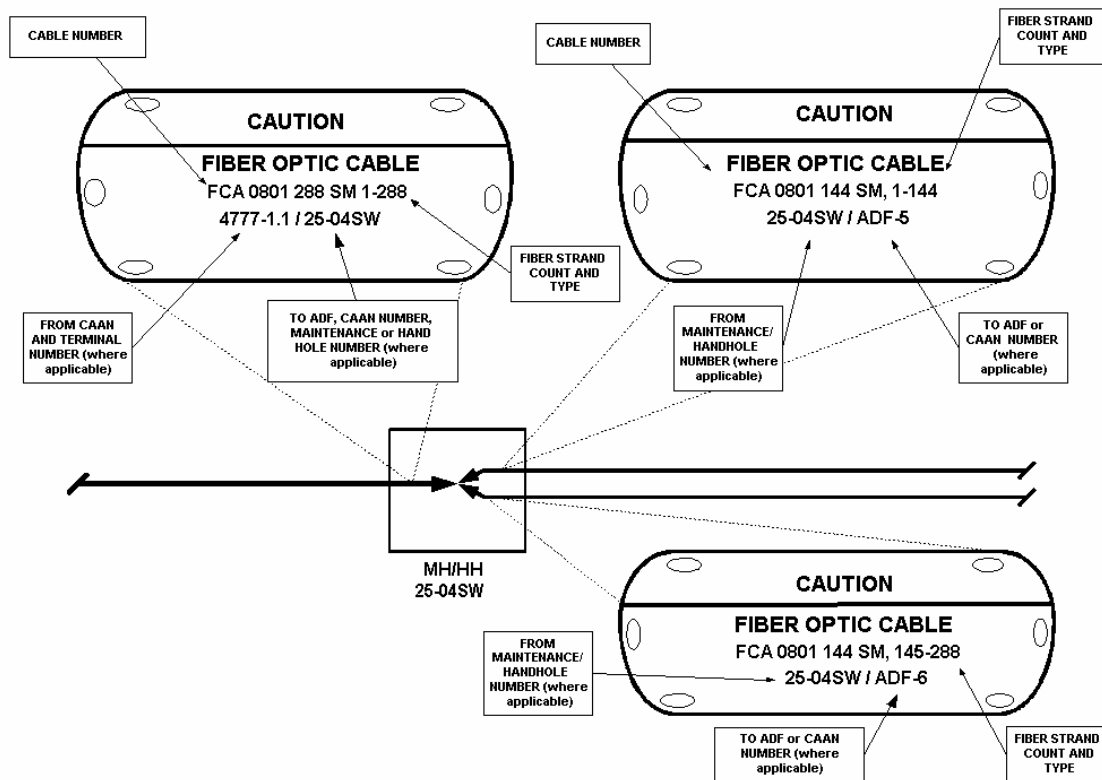 CABLE NUMBER
CAUTION
FIBER OPTIC CABLE
FCA 0801 288 SM 1-288
4777-1.1 / 25-04SW
FROM CAAN
AND TERMINAL
NUMBER (where
applicable)
TO ADF, CAAN NUMBER,
MAINTENANCE or HAND
HOLE NUMBER (where
applicable)
FIBER STRAND
COUNT AND
TYPE
CABLE NUMBER
FIBER STRAND
COUNT AND
TYPE
CAUTION
FIBER OPTIC CABLE
FCA 0801 144 SM, 1-144
25-04SW / ADF-5
FROM
MAINTENANCE/
HANDHOLE
NUMBER (where
applicable)
TO ADF or
CAAN NUMBER
(where
applicable)
MH/HH
25-04SW
CAUTION
FIBER OPTIC CABLE
FCA 0801 144 SM, 145-288
25-04SW / ADF-6
FROM
MAINTENANCE/
HANDHOLE
NUMBER (where
applicable)
TO ADF or CAAN
NUMBER (where
applicable)
FIBER STRAND
COUNT AND
TYPE